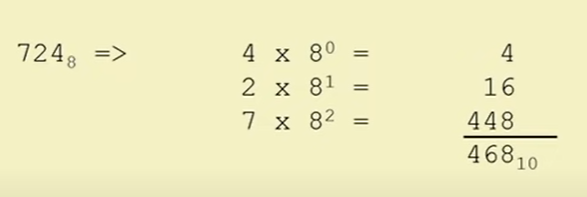 724₈ => 4 x 8⁰ = 4
2 x 8¹ = 16
7 x 8² = 448
468₁₀